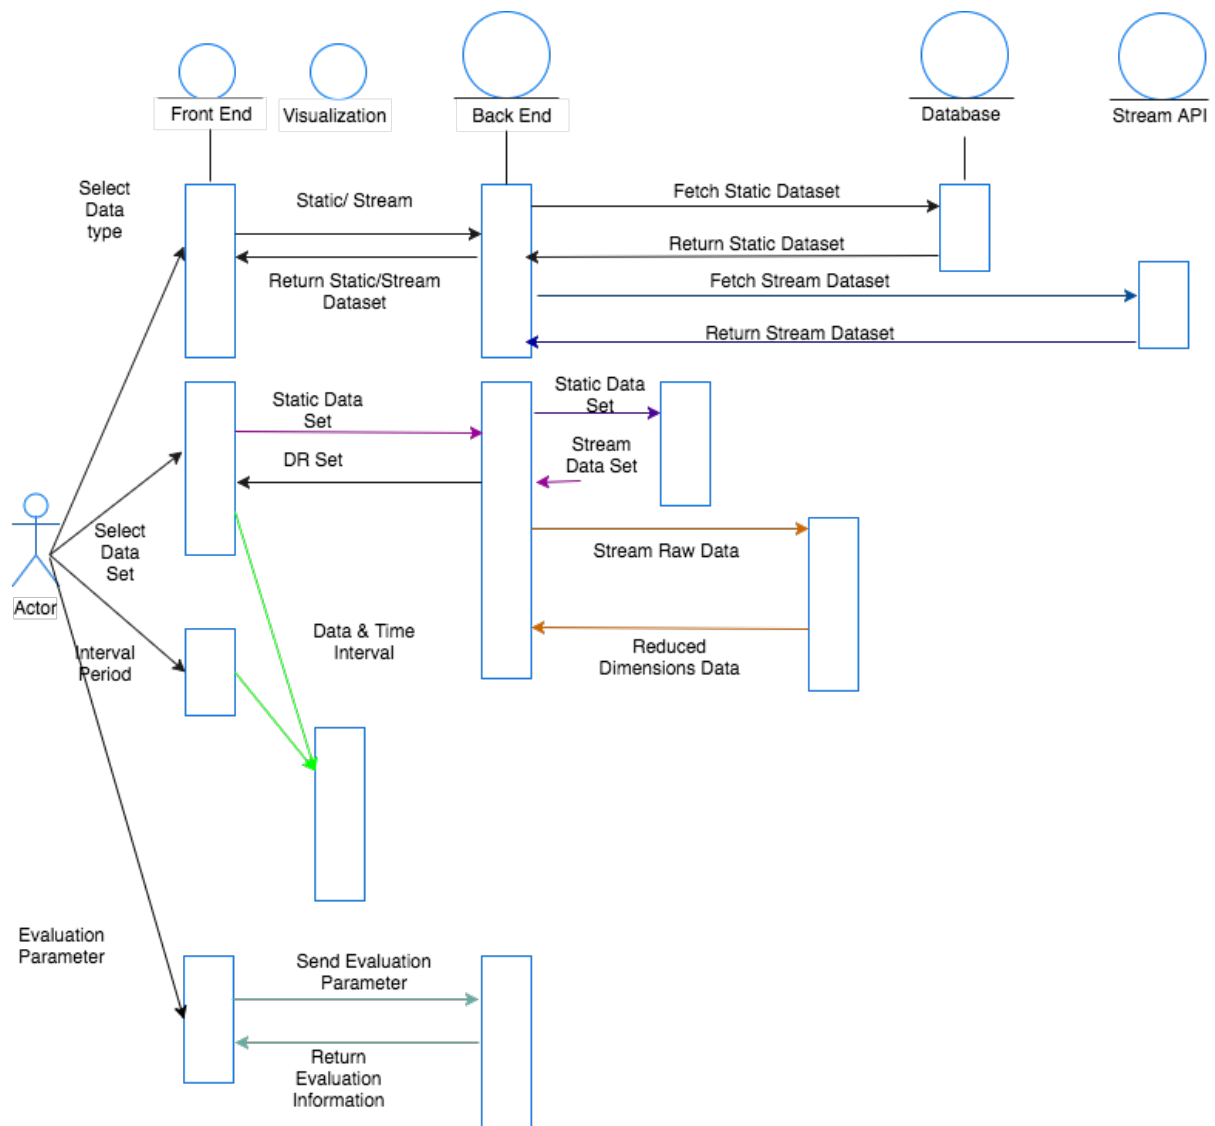 Front End
Visualization
Back End
Database
Stream API
Select
Data
type
Static/ Stream
Fetch Static Dataset
Return Static Dataset
Return Static/Stream
Dataset
Fetch Stream Dataset
Return Stream Dataset
Static Data
Set
Static Data
Set
DR Set
Stream
Data Set
Select
Data
Set
Stream Raw Data
Actor
Interval
Period
Data & Time
Interval
Reduced
Dimensions Data
Evaluation
Parameter
Send Evaluation
Parameter
Return
Evaluation
Information